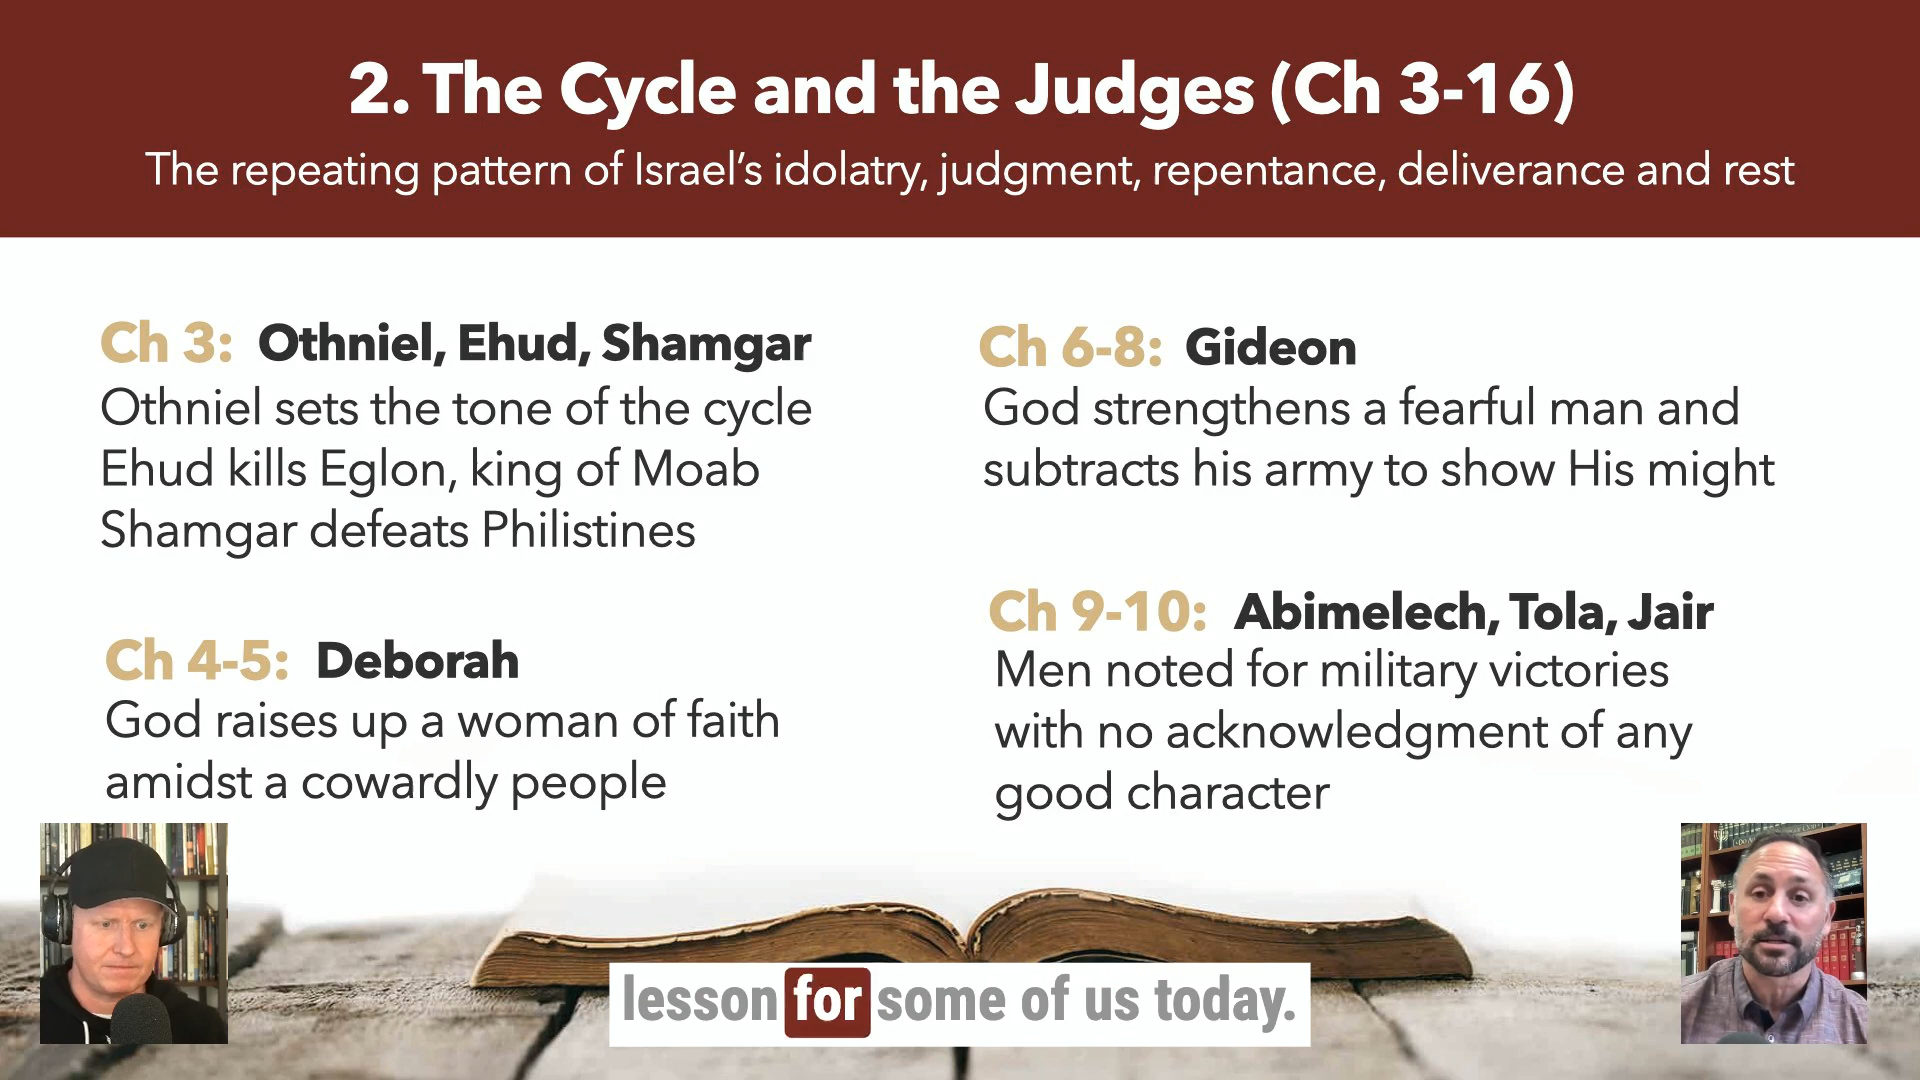 2. The Cycle and the Judges (Ch 3-16)
The repeating pattern of Israel’s idolatry, judgment, repentance, deliverance and rest
Ch 3: Othniel, Ehud, Shamgar
Othniel sets the tone of the cycle
Ehud kills Eglon, king of Moab
Shamgar defeats Philistines
Ch 4-5: Deborah
God raises up a woman of faith
amidst a cowardly people
Ch 6-8: Gideon
God strengthens a fearful man and
subtracts his army to show His might
Ch 9-10: Abimelech, Tola, Jair
Men noted for military victories
with no acknowledgment of any
good character
lesson for some of us today.